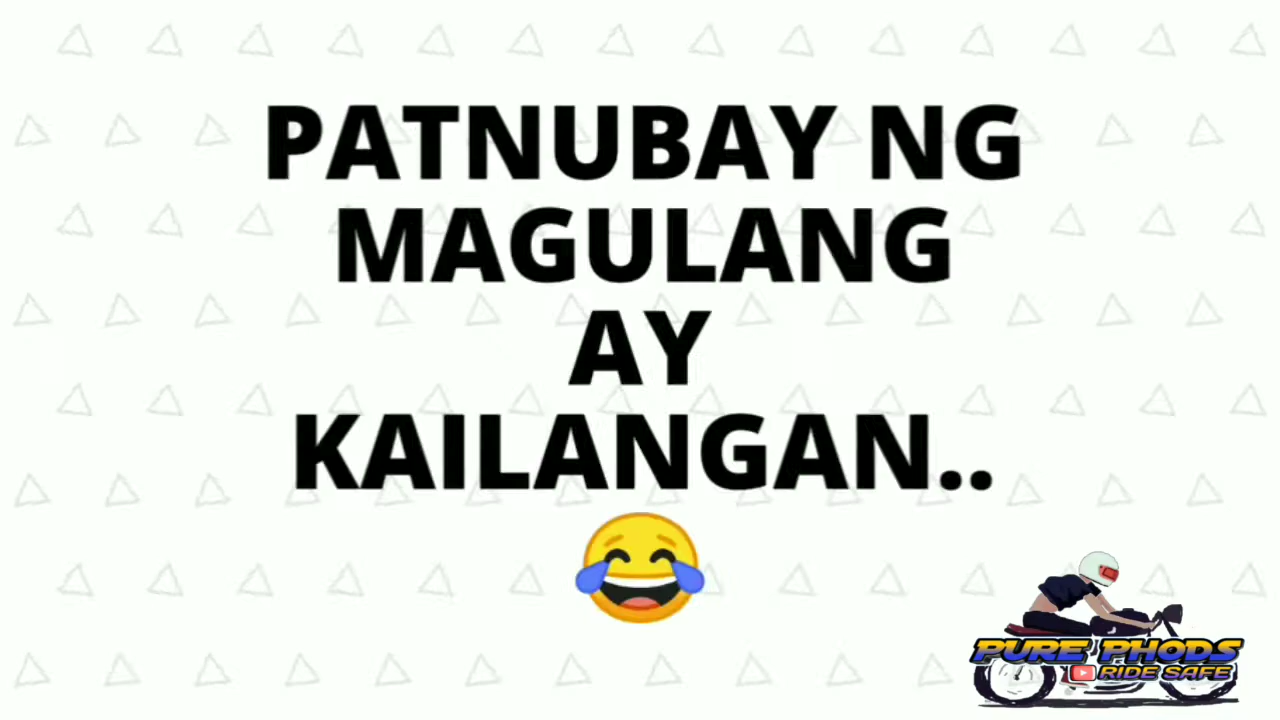 PATNUBAY NG
MAGULANG
AY
KAILANGAN..
PURE PHODS
RIDE SAFE